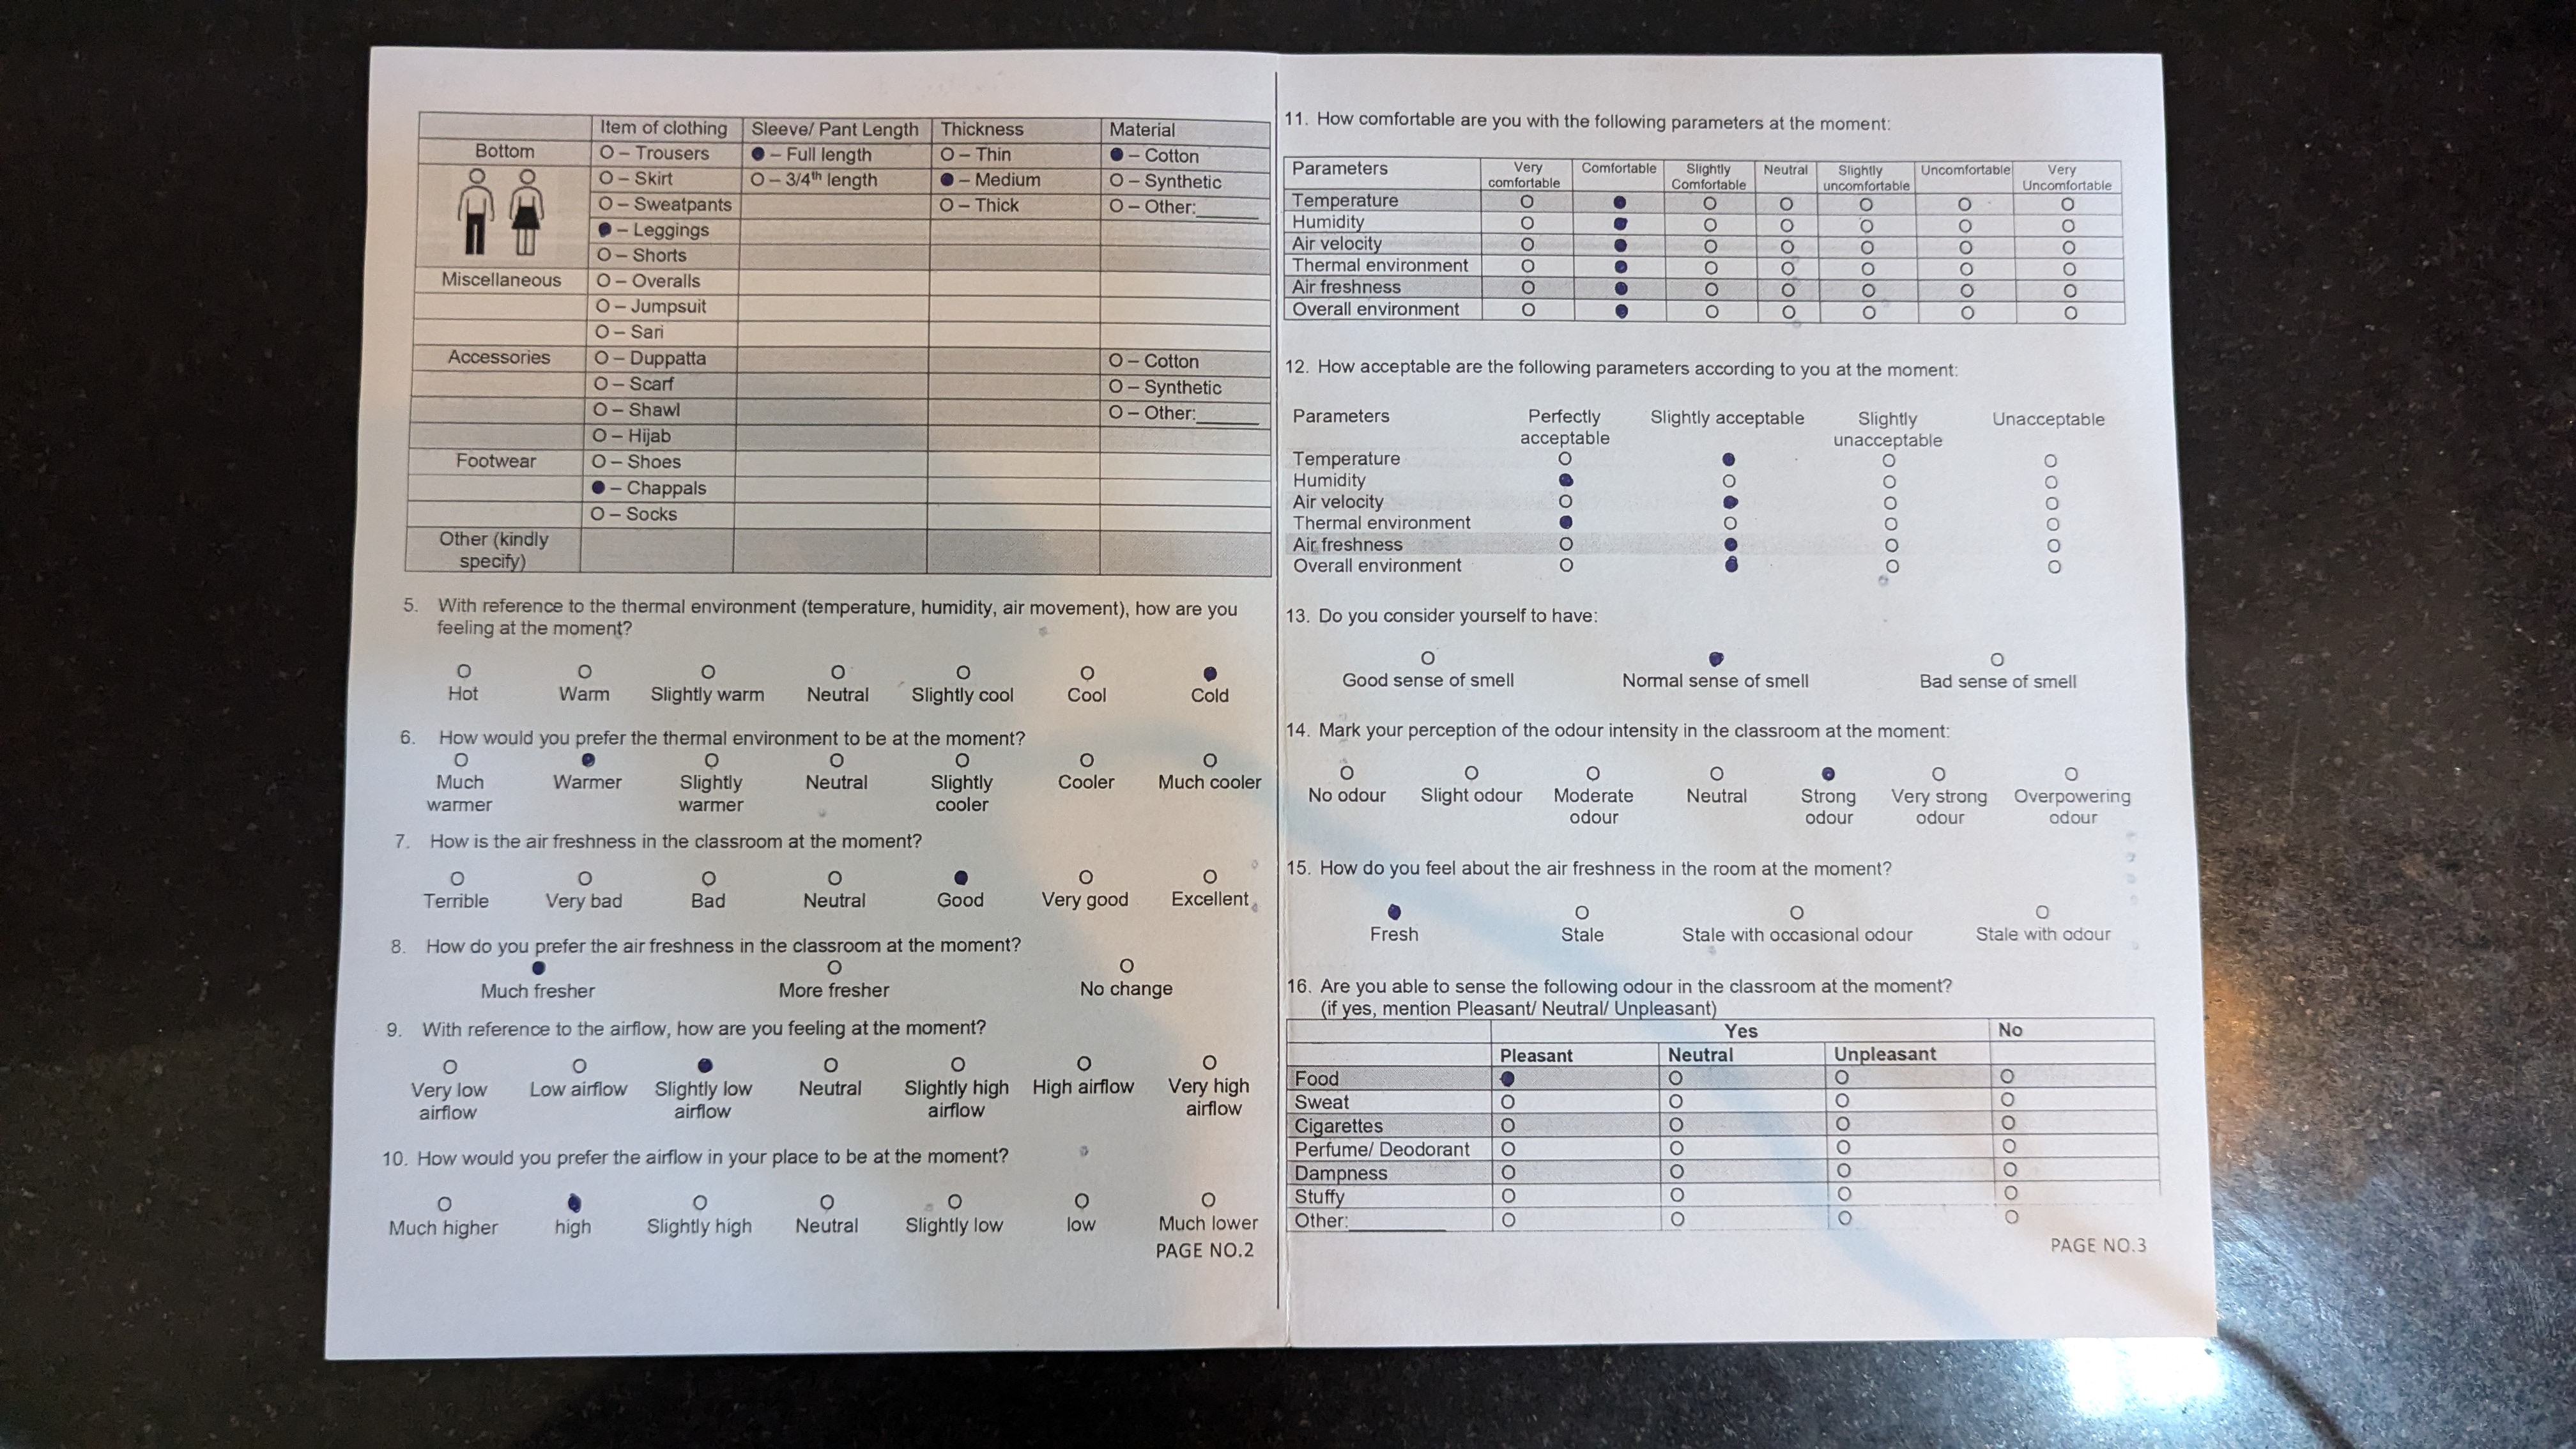 Item of clothing Sleeve/ Pant Length Thickness Material
Bottom O – Trousers ● – Full length O – Thin ● – Cotton
O – Skirt O – 3/4th length ● – Medium O – Synthetic
O – Sweatpants O – Thick O – Other:_______
● – Leggings
O – Shorts
Miscellaneous O – Overalls
O – Jumpsuit
O – Sari
Accessories O – Duppatta O – Cotton
O – Scarf O – Synthetic
O – Shawl O – Other:_______
O – Hijab
Footwear O – Shoes
● – Chappals
O – Socks
Other (kindly
specify)
5. With reference to the thermal environment (temperature, humidity, air movement), how are you
feeling at the moment?
O O O O O O ●
Hot Warm Slightly warm Neutral Slightly cool Cool Cold
6. How would you prefer the thermal environment to be at the moment?
O ● O O O O O
Much Warmer Slightly Neutral Slightly Cooler Much cooler
warmer warmer cooler
7. How is the air freshness in the classroom at the moment?
O O O O ● O O
Terrible Very bad Bad Neutral Good Very good Excellent
8. How do you prefer the air freshness in the classroom at the moment?
● O O
Much fresher More fresher No change
9. With reference to the airflow, how are you feeling at the moment?
O O ● O O O O
Very low Low airflow Slightly low Neutral Slightly high High airflow Very high
airflow airflow airflow airflow
10. How would you prefer the airflow in your place to be at the moment?
O ● O O O O O
Much higher high Slightly high Neutral Slightly low low Much lower
PAGE NO.2
11. How comfortable are you with the following parameters at the moment:
Parameters Very Comfortable Slightly Neutral Slightly Uncomfortable Very
comfortable Comfortable uncomfortable Uncomfortable
Temperature O ● O O O O O
Humidity O ● O O O O O
Air velocity O ● O O O O O
Thermal environment O ● O O O O O
Air freshness O ● O O O O O
Overall environment O ● O O O O O
12. How acceptable are the following parameters according to you at the moment:
Parameters Perfectly Slightly acceptable Slightly Unacceptable
acceptable unacceptable
Temperature O ● O O
Humidity ● O O O
Air velocity O ● O O
Thermal environment ● O O O
Air freshness O ● O O
Overall environment O ● O O
13. Do you consider yourself to have:
O ● O
Good sense of smell Normal sense of smell Bad sense of smell
14. Mark your perception of the odour intensity in the classroom at the moment:
O O O O ● O O
No odour Slight odour Moderate Neutral Strong Very strong Overpowering
odour odour odour odour
15. How do you feel about the air freshness in the room at the moment?
● O O O
Fresh Stale Stale with occasional odour Stale with odour
16. Are you able to sense the following odour in the classroom at the moment?
(if yes, mention Pleasant/ Neutral/ Unpleasant)
Yes No
Pleasant Neutral Unpleasant
Food ● O O O
Sweat O O O O
Cigarettes O O O O
Perfume/ Deodorant O O O O
Dampness O O O O
Stuffy O O O O
Other:___________ O O O O
PAGE NO.3